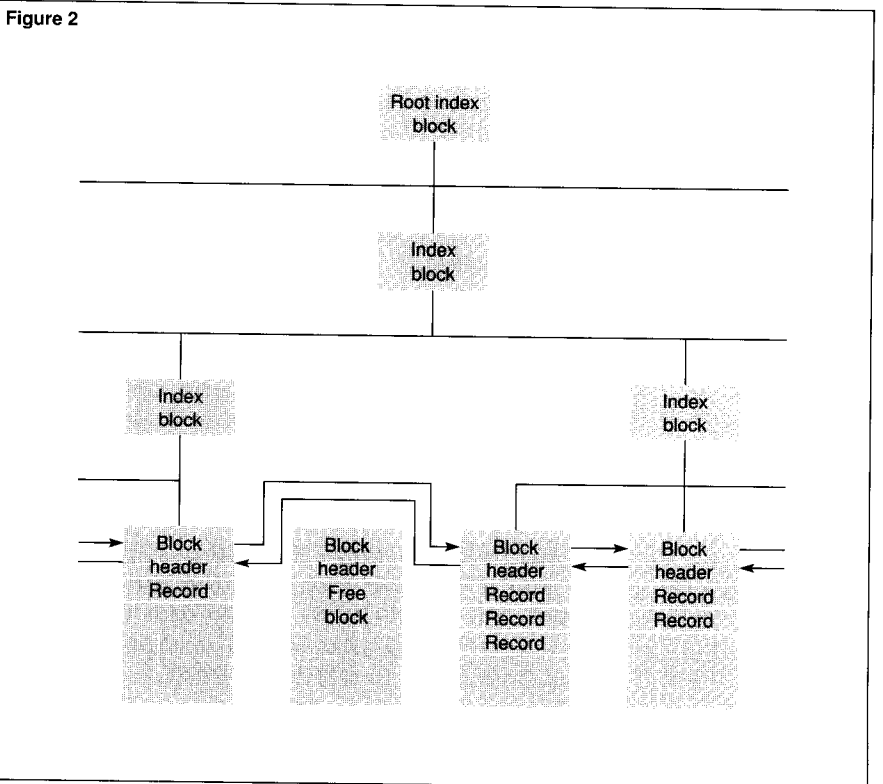 Figure 2
Root index
block
Index
block
Index
block
Index
block
Block
header
Record
Block
header
Free
block
Block
header
Record
Record
Record
Block
header
Record
Record